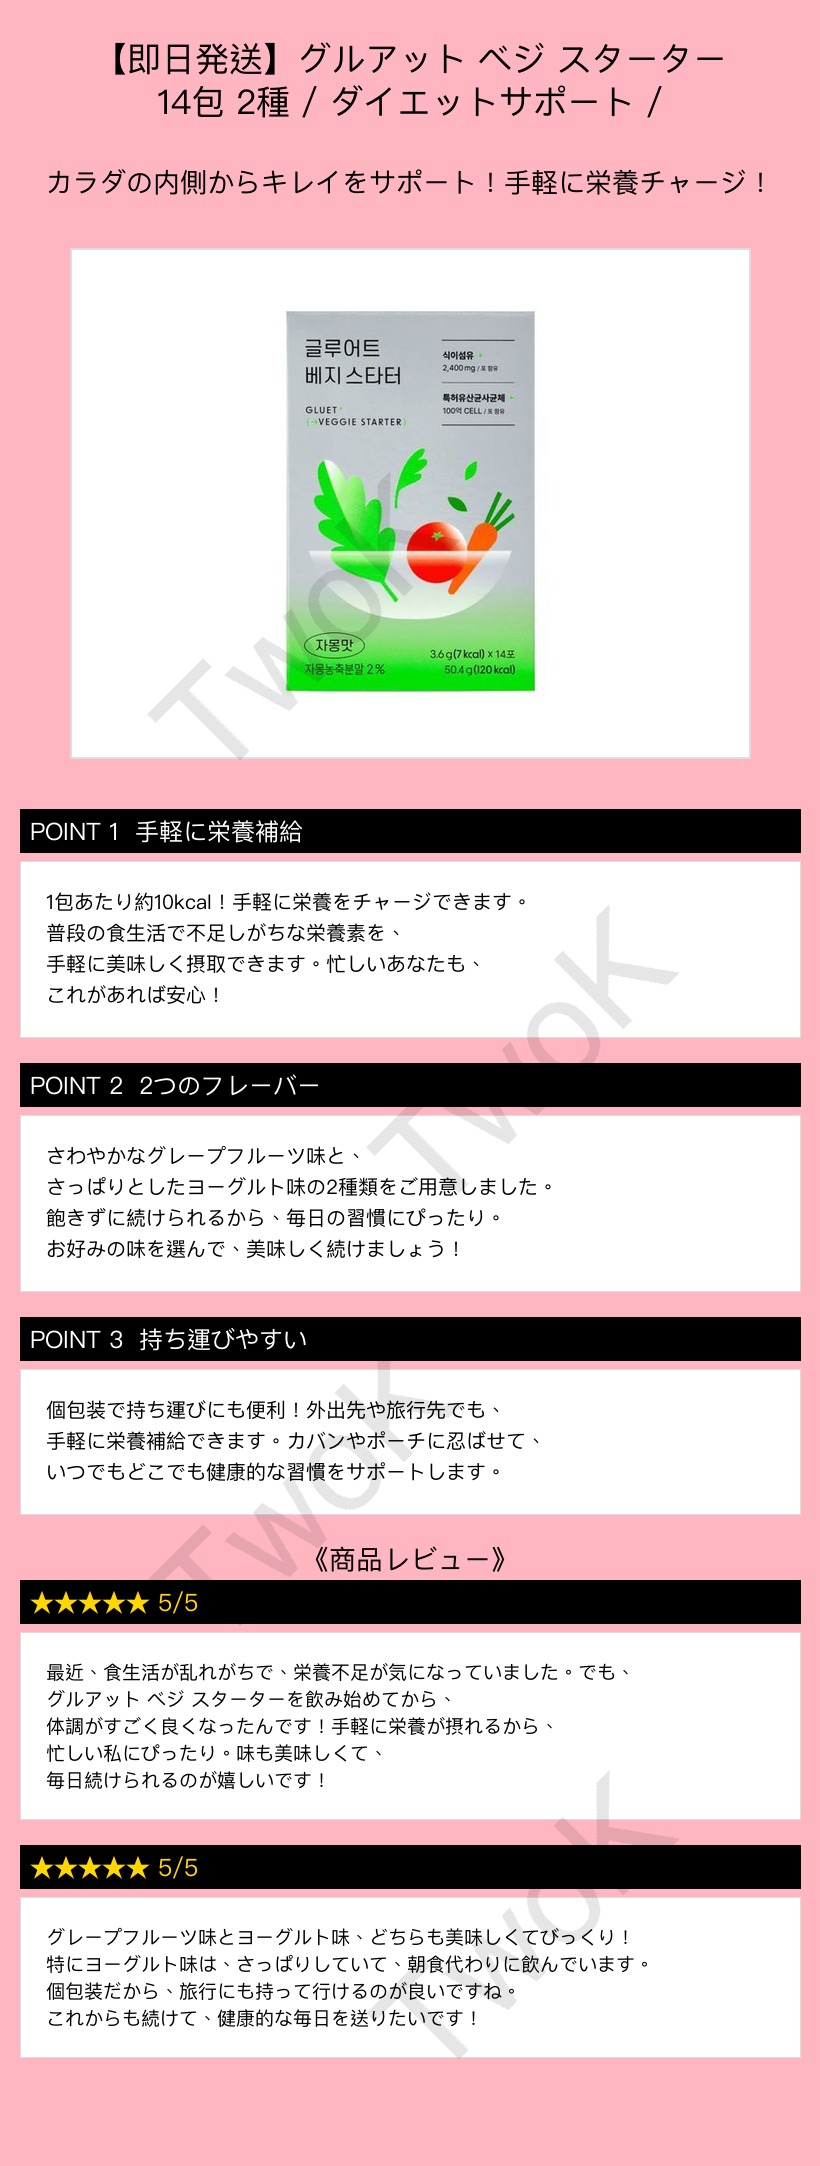 【即日発送】グルアット ベジ スターター
14包 2種 / ダイエットサポート /
カラダの内側からキレイをサポート！手軽に栄養チャージ！
글루어트
베지 스타터
GLUET+
(→VEGGIE STARTER)
식이섬유 +
2,400 mg / 포 함유
특허유산균사균체 +
100억 CELL / 포 함유
자몽맛
자몽농축분말 2 %
3.6 g(7 kcal) x 14포
50.4 g(120 kcal)
TwoK
POINT 1 手軽に栄養補給
1包あたり約10kcal！手軽に栄養をチャージできます。
普段の食生活で不足しがちな栄養素を、
手軽に美味しく摂取できます。忙しいあなたも、
これがあれば安心！
TwoK
POINT 2 2つのフレーバー
さわやかなグレープフルーツ味と、
さっぱりとしたヨーグルト味の2種類をご用意しました。
飽きずに続けられるから、毎日の習慣にぴったり。
お好みの味を選んで、美味しく続けましょう！
POINT 3 持ち運びやすい
個包装で持ち運びにも便利！外出先や旅行先でも、
手軽に栄養補給できます。カバンやポーチに忍ばせて、
いつでもどこでも健康的な習慣をサポートします。
TwoK
《商品レビュー》
★★★★★ 5/5
最近、食生活が乱れがちで、栄養不足が気になっていました。でも、
グルアット ベジ スターターを飲み始めてから、
体調がすごく良くなったんです！手軽に栄養が摂れるから、
忙しい私にぴったり。味も美味しくて、
毎日続けられるのが嬉しいです！
★★★★★ 5/5
グレープフルーツ味とヨーグルト味、どちらも美味しくてびっくり！
特にヨーグルト味は、さっぱりしていて、朝食代わりに飲んでいます。
個包装だから、旅行にも持って行けるのが良いですね。
これからも続けて、健康的な毎日を送りたいです！
TwoK